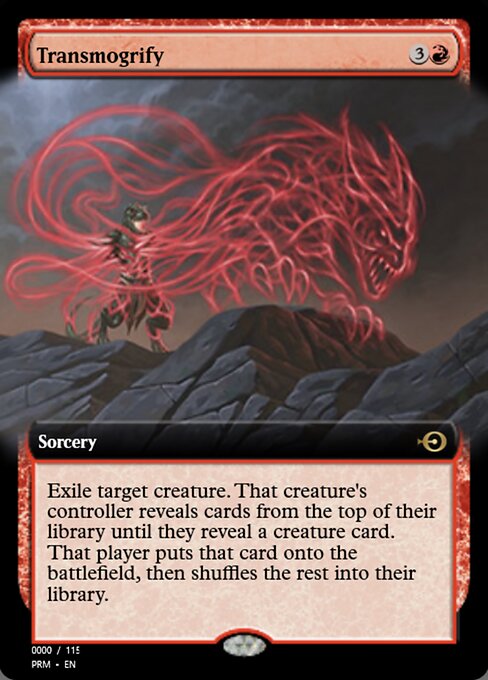 Transmogrify
3
Sorcery
Exile target creature. That creature's
controller reveals cards from the top of their
library until they reveal a creature card.
That player puts that card onto the
battlefield, then shuffles the rest into their
library.
0000 / 115
PRM • EN